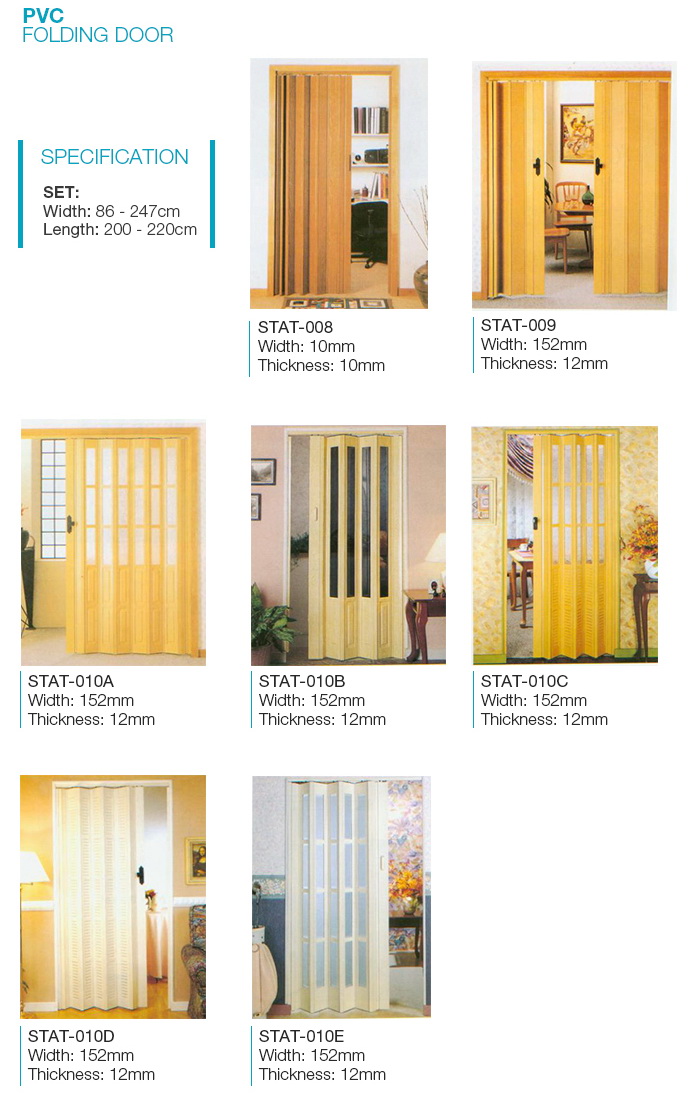 PVC
FOLDING DOOR
SPECIFICATION
SET:
Width: 86 - 247cm
Length: 200 - 220cm
STAT-008
Width: 10mm
Thickness: 10mm
STAT-009
Width: 152mm
Thickness: 12mm
STAT-010A
Width: 152mm
Thickness: 12mm
STAT-010B
Width: 152mm
Thickness: 12mm
STAT-010C
Width: 152mm
Thickness: 12mm
STAT-010D
Width: 152mm
Thickness: 12mm
STAT-010E
Width: 152mm
Thickness: 12mm